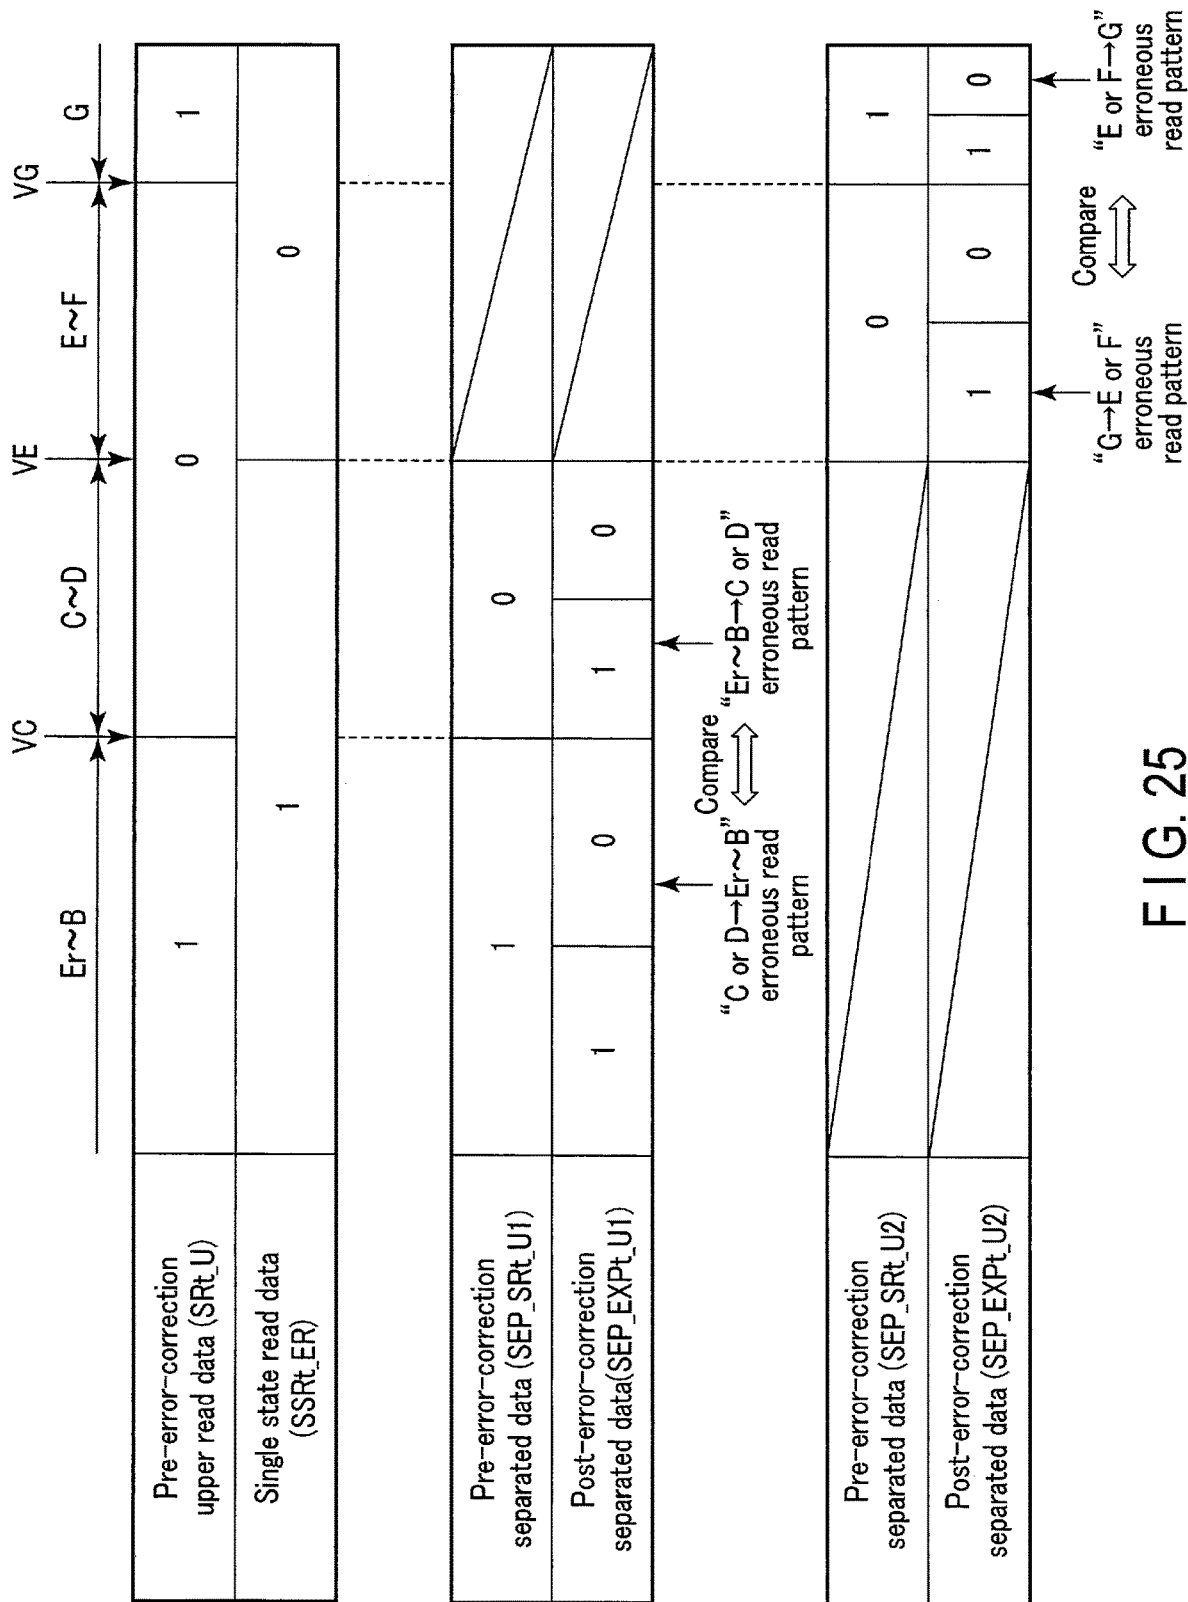 VC
VE
VG
Er~B
C~D
E~F
G
Pre-error-correction
upper read data (SRt_U)
1
0
1
Single state read data
(SSRt_ER)
1
0
Pre-error-correction
separated data (SEP_SRt_U1)
1
0
Post-error-correction
separated data(SEP_EXPt_U1)
1
0
1
0
Compare
“C or D→Er~B”
erroneous read
pattern
“Er~B→C or D”
erroneous read
pattern
Pre-error-correction
separated data (SEP_SRt_U2)
0
1
Post-error-correction
separated data (SEP_EXPt_U2)
1
0
1
0
Compare
“G→E or F”
erroneous
read pattern
“E or F→G”
erroneous
read pattern
FIG. 25